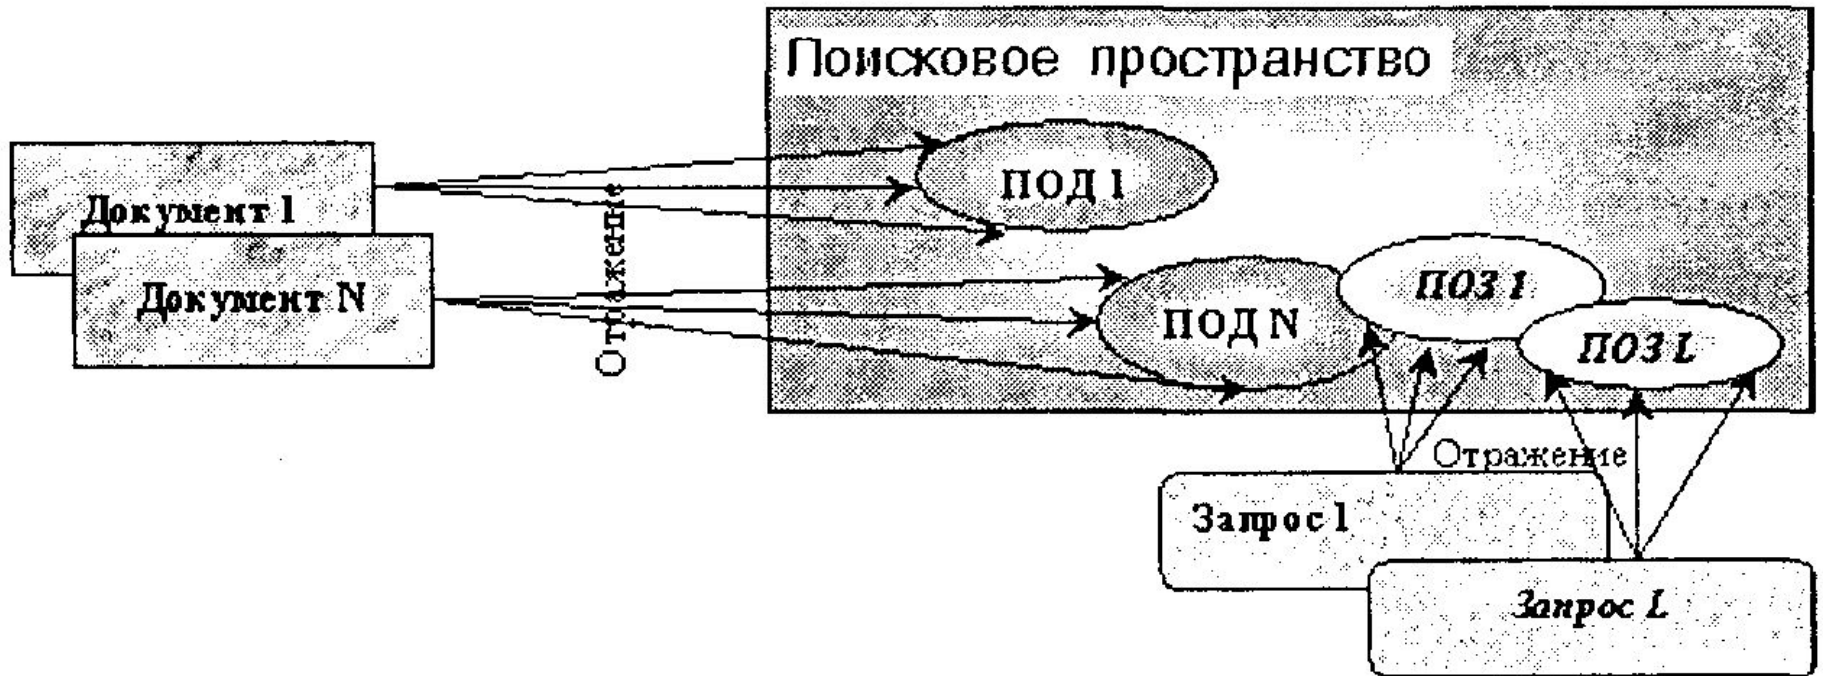 Поисковое пространство
ПОД 1
Документ 1
Отражение
Документ N
ПОД N
ПОЗ 1
ПОЗ L
Отражение
Запрос 1
Запрос L